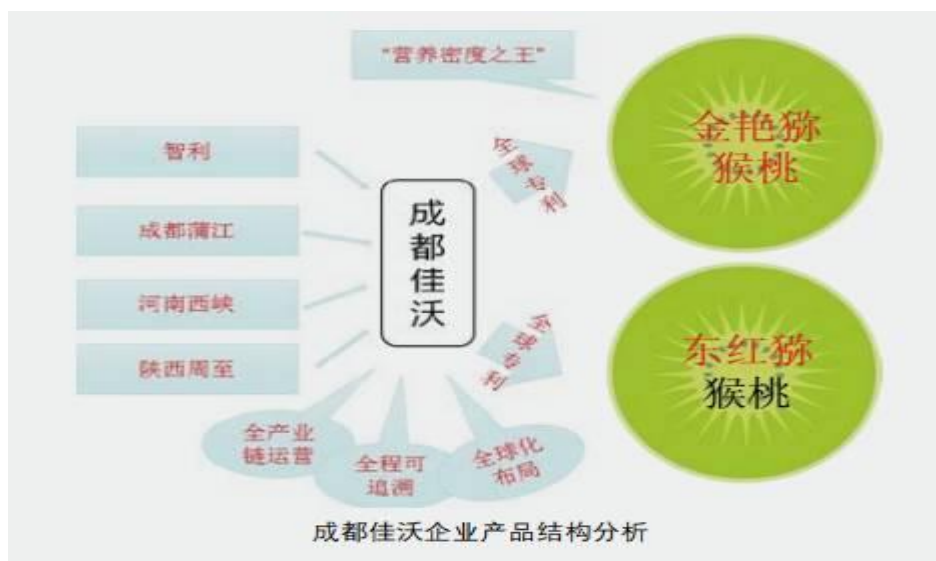 “营养密度之王”
金艳猕
猴桃
全球专利
智利
成都蒲江
河南西峡
陕西周至
成都佳沃
全球专利
东红猕
猴桃
全产业
链运营
全程可
追溯
全球化
布局
成都佳沃企业产品结构分析